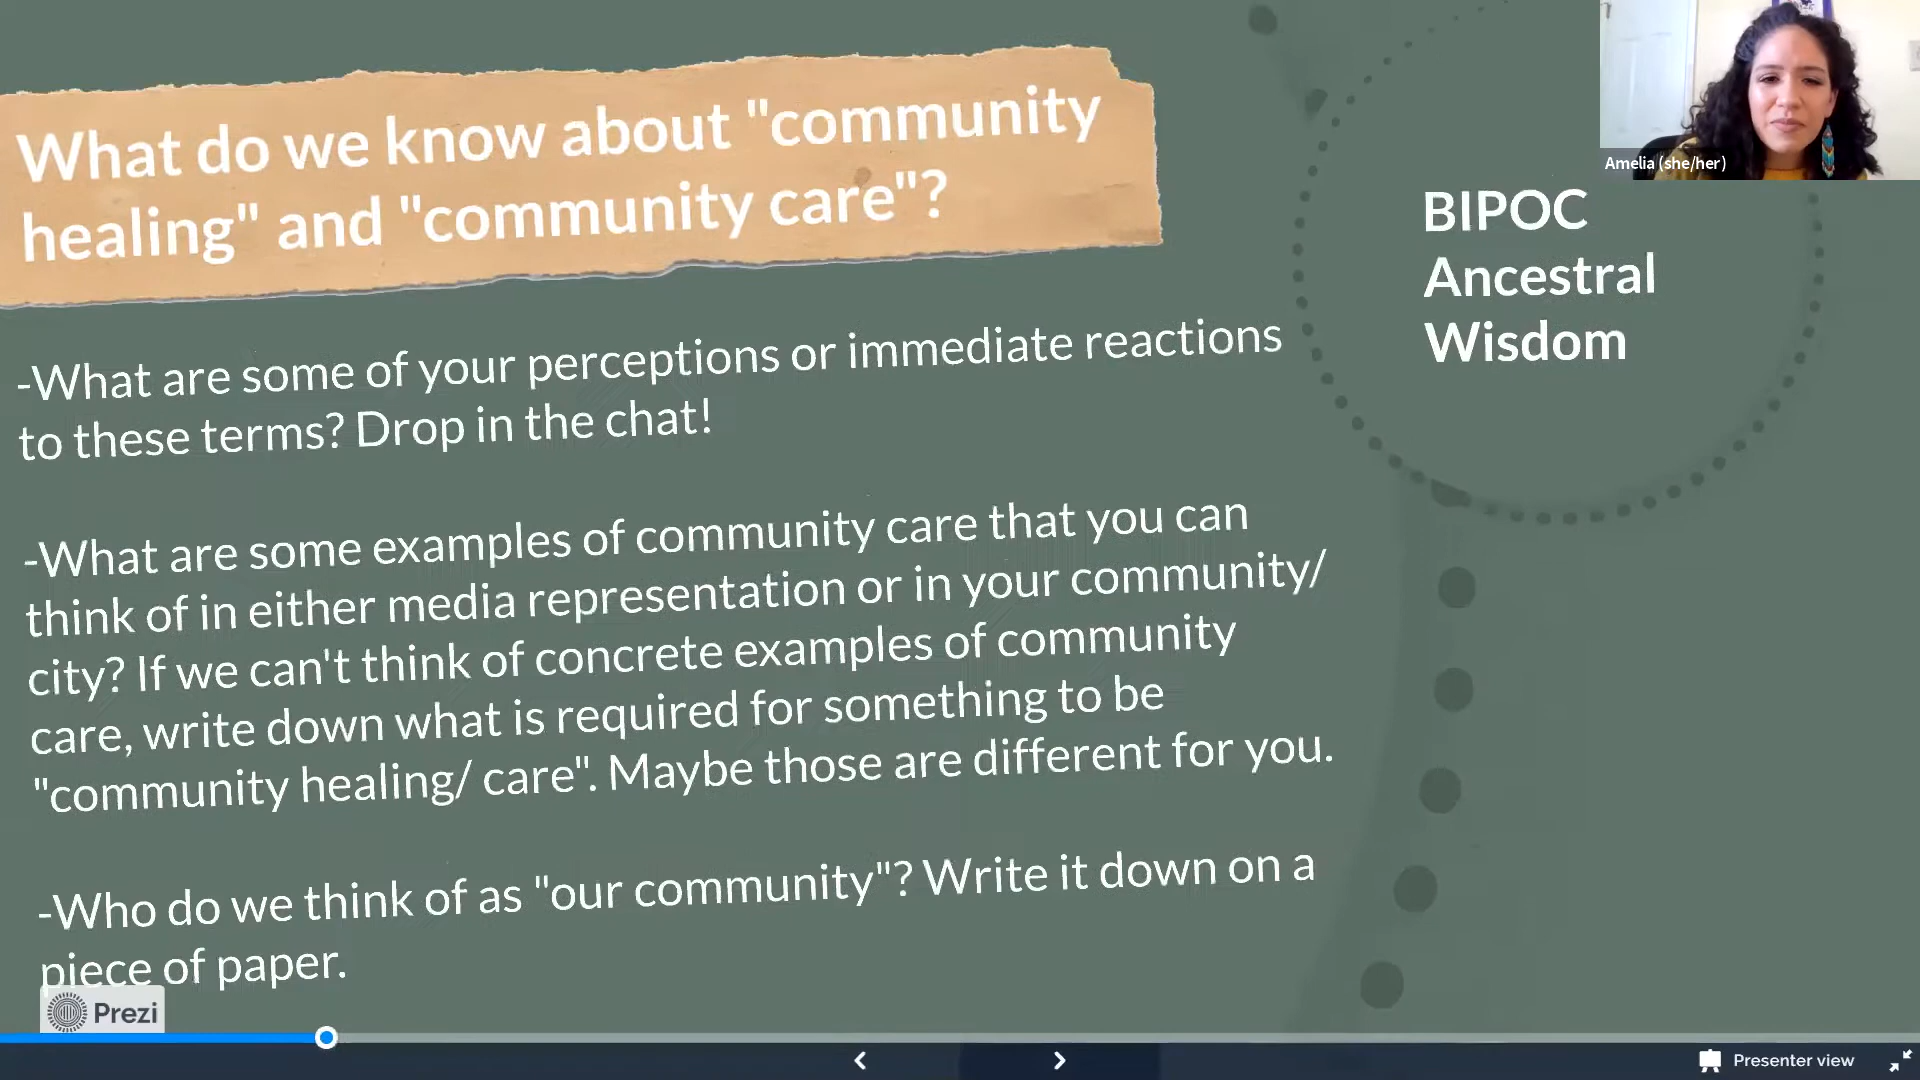 What do we know about "community
healing" and "community care"?
-What are some of your perceptions or immediate reactions
to these terms? Drop in the chat!
-What are some examples of community care that you can
think of in either media representation or in your community/
city? If we can't think of concrete examples of community
care, write down what is required for something to be
"community healing/ care". Maybe those are different for you.
-Who do we think of as "our community"? Write it down on a
piece of paper.
BIPOC
Ancestral
Wisdom
Amelia (she/her)
Prezi
Presenter view